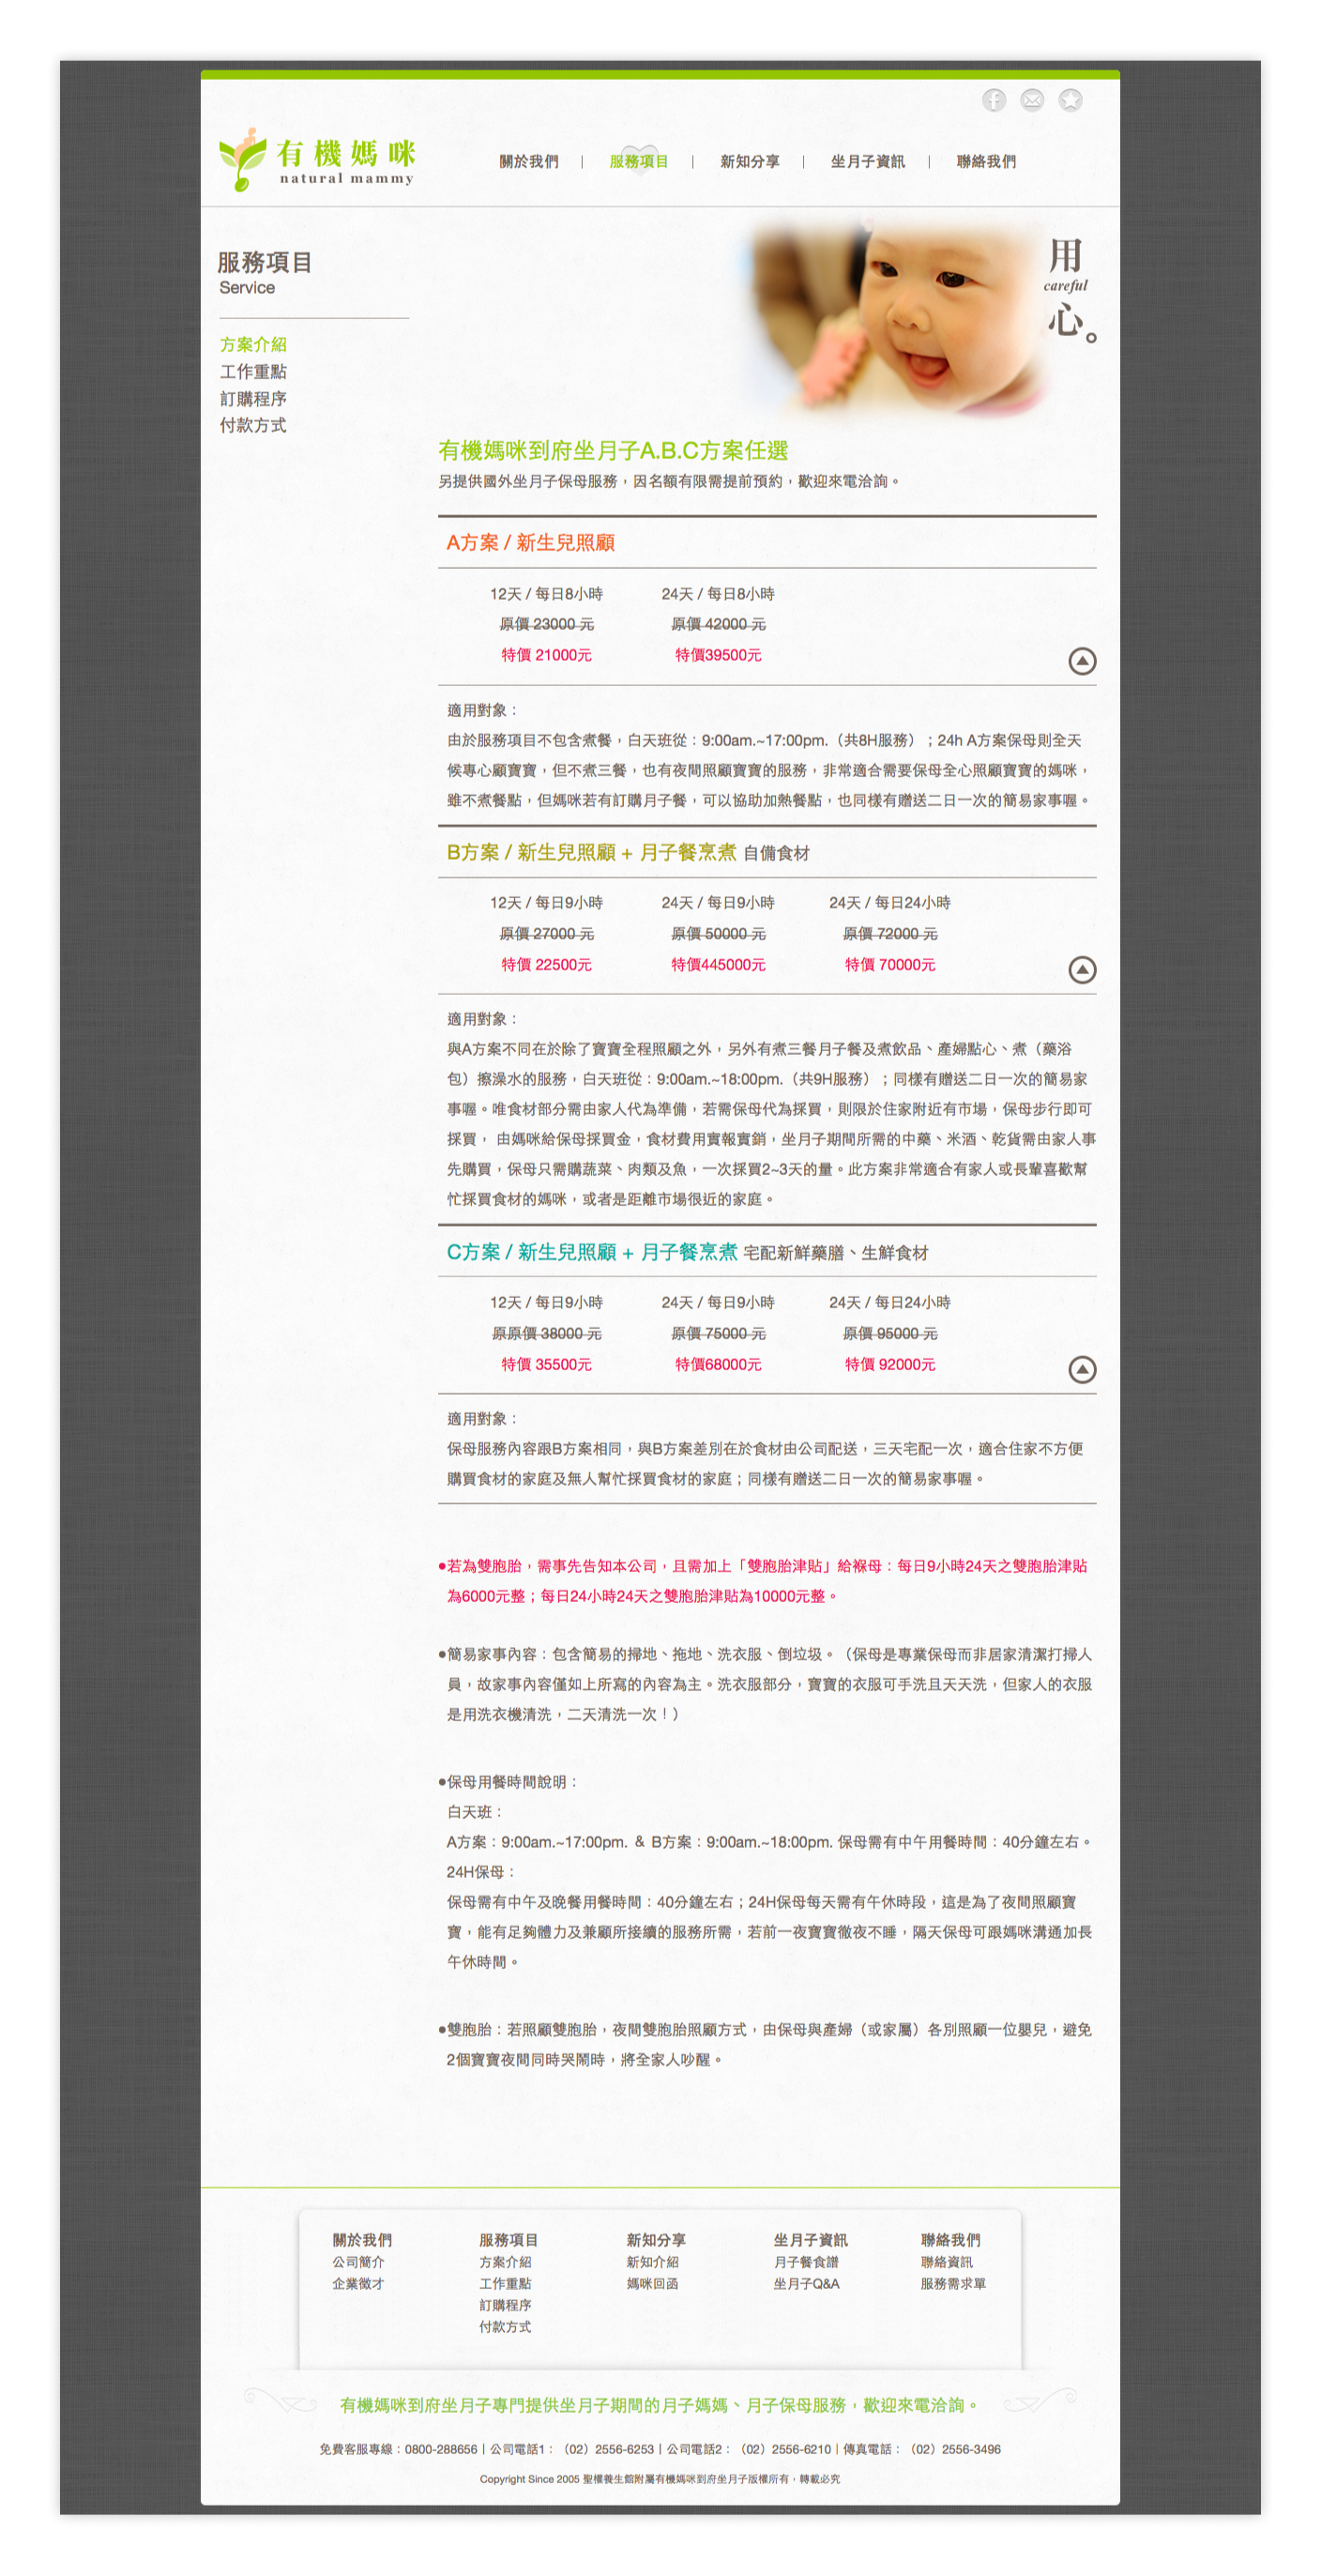 有機媽咪
natural mammy
關於我們
服務項目
新知分享
坐月子資訊
聯絡我們
服務項目
Service
方案介紹
工作重點
訂購程序
付款方式
用
careful
心。
有機媽咪到府坐月子A.B.C方案任選
另提供國外坐月子保母服務，因名額有限需提前預約，歡迎來電洽詢。
A方案 / 新生兒照顧
12天 / 每日8小時
24天 / 每日8小時
原價 23000 元
原價 42000 元
特價 21000元
特價39500元
適用對象：
由於服務項目不包含煮餐，白天班從：9:00am.~17:00pm.（共8H服務）；24h A方案保母則全天
候專心顧寶寶，但不煮三餐，也有夜間照顧寶寶的服務，非常適合需要保母全心照顧寶寶的媽咪，
雖不煮餐點，但媽咪若有訂購月子餐，可以協助加熱餐點，也同樣有贈送二日一次的簡易家事喔。
B方案 / 新生兒照顧 + 月子餐烹煮 自備食材
12天 / 每日9小時
24天 / 每日9小時
24天 / 每日24小時
原價 27000 元
原價 50000 元
原價 72000 元
特價 22500元
特價445000元
特價 70000元
適用對象：
與A方案不同在於除了寶寶全程照顧之外，另外有煮三餐月子餐及煮飲品、產婦點心、煮（藥浴
包）擦澡水的服務，白天班從：9:00am.~18:00pm.（共9H服務）；同樣有贈送二日一次的簡易家
事喔。唯食材部分需由家人代為準備，若需保母代為採買，則限於住家附近有市場，保母步行即可
採買， 由媽咪給保母採買金，食材費用實報實銷，坐月子期間所需的中藥、米酒、乾貨需由家人事
先購買，保母只需購蔬菜、肉類及魚，一次採買2~3天的量。此方案非常適合有家人或長輩喜歡幫
忙採買食材的媽咪，或者是距離市場很近的家庭。
C方案 / 新生兒照顧 + 月子餐烹煮 宅配新鮮藥膳、生鮮食材
12天 / 每日9小時
24天 / 每日9小時
24天 / 每日24小時
原原價 38000 元
原價 75000 元
原價 95000 元
特價 35500元
特價68000元
特價 92000元
適用對象：
保母服務內容跟B方案相同，與B方案差別在於食材由公司配送，三天宅配一次，適合住家不方便
購買食材的家庭及無人幫忙採買食材的家庭；同樣有贈送二日一次的簡易家事喔。
●若為雙胞胎，需事先告知本公司，且需加上「雙胞胎津貼」給褓母：每日9小時24天之雙胞胎津貼
為6000元整；每日24小時24天之雙胞胎津貼為10000元整。
●簡易家事內容：包含簡易的掃地、拖地、洗衣服、倒垃圾。（保母是專業保母而非居家清潔打掃人
員，故家事內容僅如上所寫的內容為主。洗衣服部分，寶寶的衣服可手洗且天天洗，但家人的衣服
是用洗衣機清洗，二天清洗一次！）
●保母用餐時間說明：
白天班：
A方案：9:00am.~17:00pm. & B方案：9:00am.~18:00pm. 保母需有中午用餐時間：40分鐘左右。
24H保母：
保母需有中午及晚餐用餐時間：40分鐘左右；24H保母每天需有午休時段，這是為了夜間照顧寶
寶，能有足夠體力及兼顧所接續的服務所需，若前一夜寶寶徹夜不睡，隔天保母可跟媽咪溝通加長
午休時間。
●雙胞胎：若照顧雙胞胎，夜間雙胞胎照顧方式，由保母與產婦（或家屬）各別照顧一位嬰兒，避免
2個寶寶夜間同時哭鬧時，將全家人吵醒。
關於我們
公司簡介
企業徵才
服務項目
方案介紹
工作重點
訂購程序
付款方式
新知分享
新知介紹
媽咪回函
坐月子資訊
月子餐食譜
坐月子Q&A
聯絡我們
聯絡資訊
服務需求單
有機媽咪到府坐月子專門提供坐月子期間的月子媽媽、月子保母服務，歡迎來電洽詢。
免費客服專線：0800-288656 | 公司電話1：（02）2556-6253 | 公司電話2：（02）2556-6210 | 傳真電話：（02）2556-3496
Copyright Since 2005 聖權養生館附屬有機媽咪到府坐月子版權所有，轉載必究